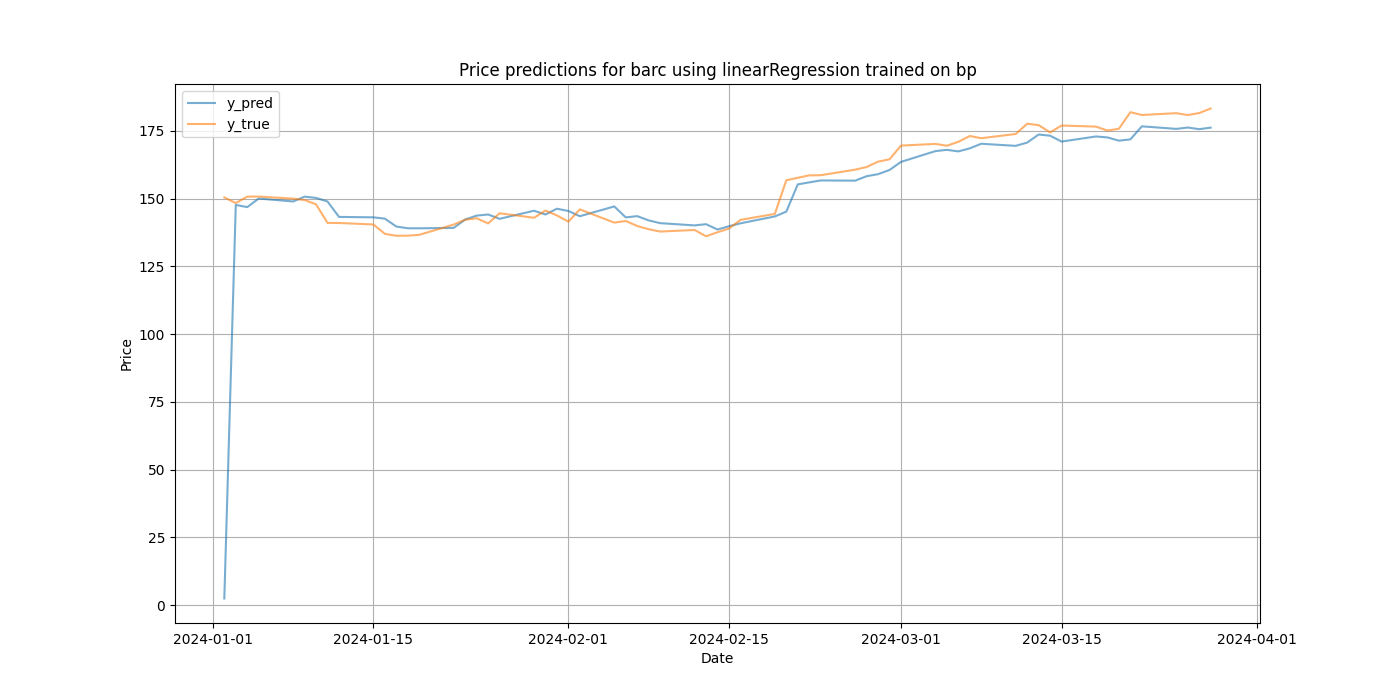 Price predictions for barc using linearRegression trained on bp
y_pred
y_true
175
150
125
100
75
50
25
0
Price
2024-01-01 2024-01-15 2024-02-01 2024-02-15 2024-03-01 2024-03-15 2024-04-01
Date